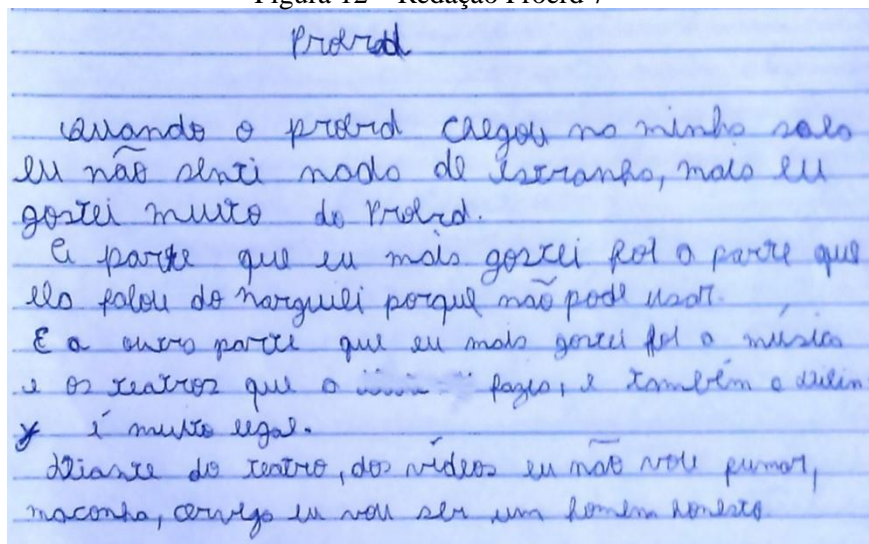 Figura 12 – Redação Proerd 7
Proerd
Quando o proerd chegou na minha sala
eu não senti nada de estranho, mais eu
gostei muito do Proerd.
A parte que eu mais gostei foi a parte que
ela falou do narguili porque não pode usar.
E a outra parte que eu mais gostei foi a música
e os teatros que a fazia, e também o
é muito legal.
Diante do teatro, dos vídeos eu não vou fumar,
maconha, cerveja eu vou ser um homem honesto